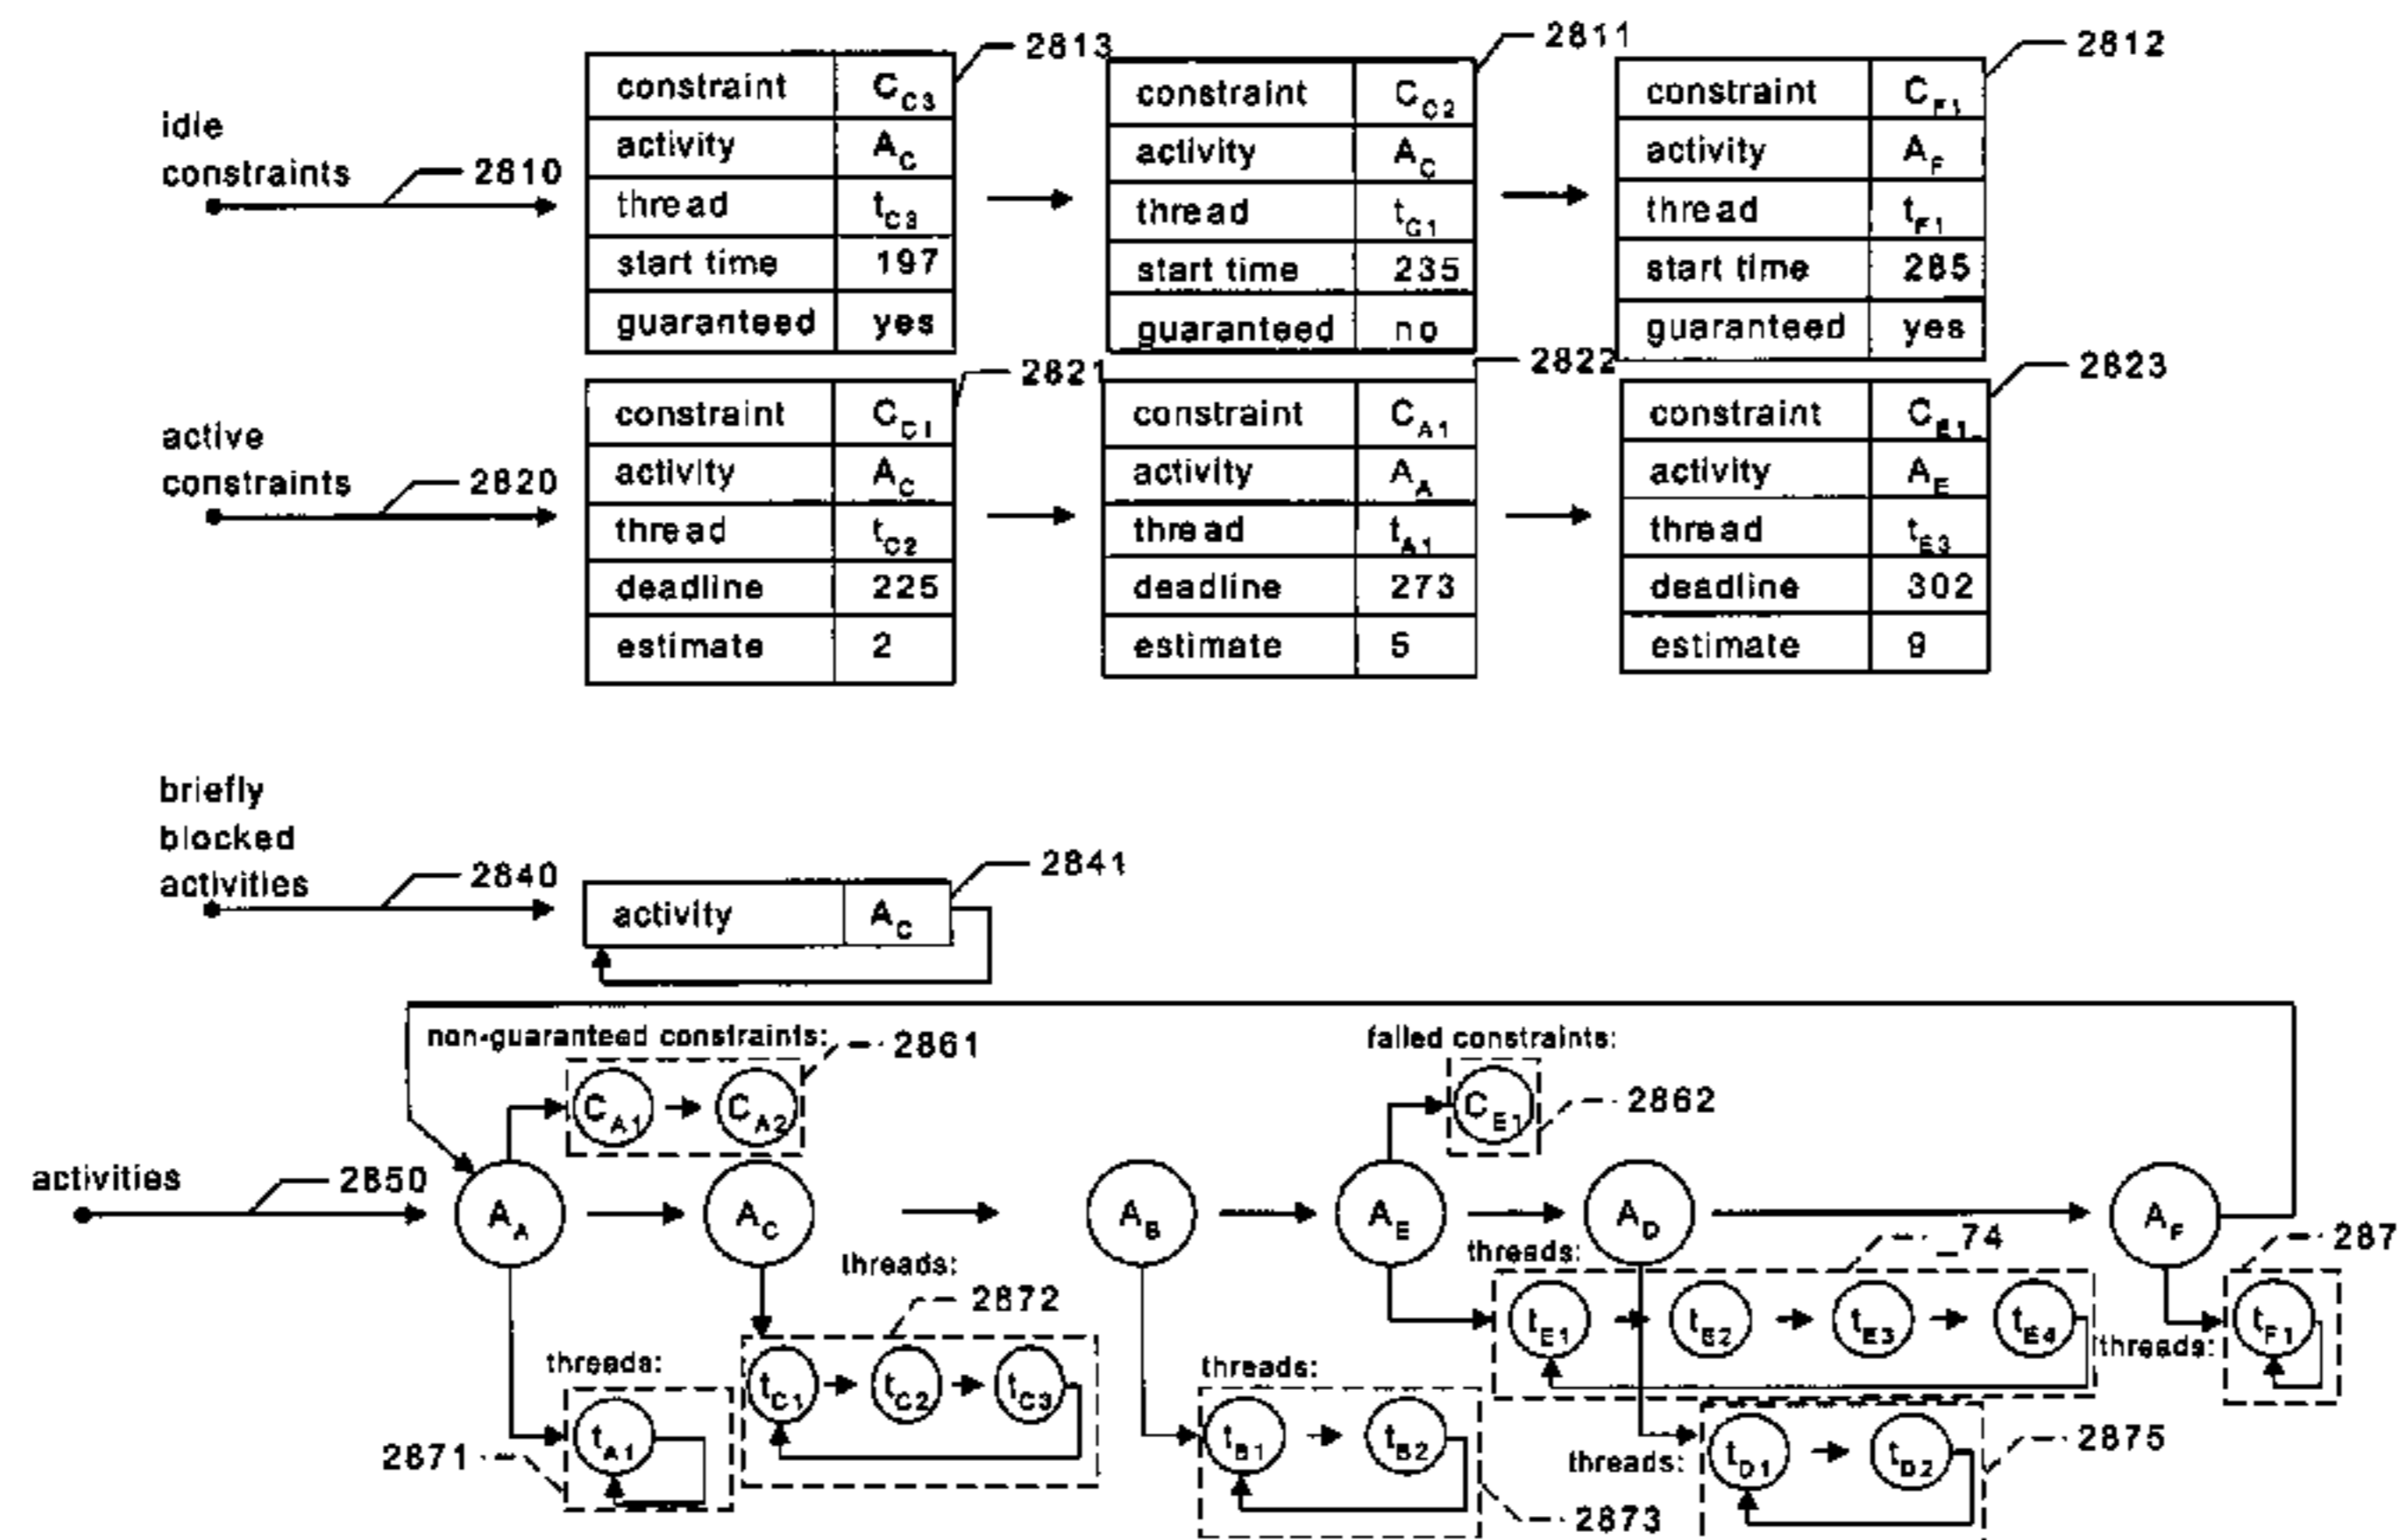 idle
constraints
2810
constraint C_C3
activity A_C
thread t_C3
start time 197
guaranteed yes
2813
constraint C_C2
activity A_C
thread t_C1
start time 235
guaranteed no
2811
constraint C_F1
activity A_F
thread t_F1
start time 285
guaranteed yes
2812
active
constraints
2820
constraint C_C1
activity A_C
thread t_C2
deadline 225
estimate 2
2821
constraint C_A1
activity A_A
thread t_A1
deadline 273
estimate 5
2822
constraint C_E1
activity A_E
thread t_E3
deadline 302
estimate 9
2823
briefly
blocked
activities
2840
activity A_C
2841
non-guaranteed constraints:
2861
C_A1 C_A2
failed constraints:
C_E1
2862
activities
2850
A_A A_C A_B A_E A_D A_F
threads:
2871
t_A1
threads:
2872
t_C1 t_C2 t_C3
threads:
t_B1 t_B2
2873
threads:
_74
t_E1 t_E2 t_E3 t_E4
threads:
t_D1 t_D2
2875
threads:
287
t_F1